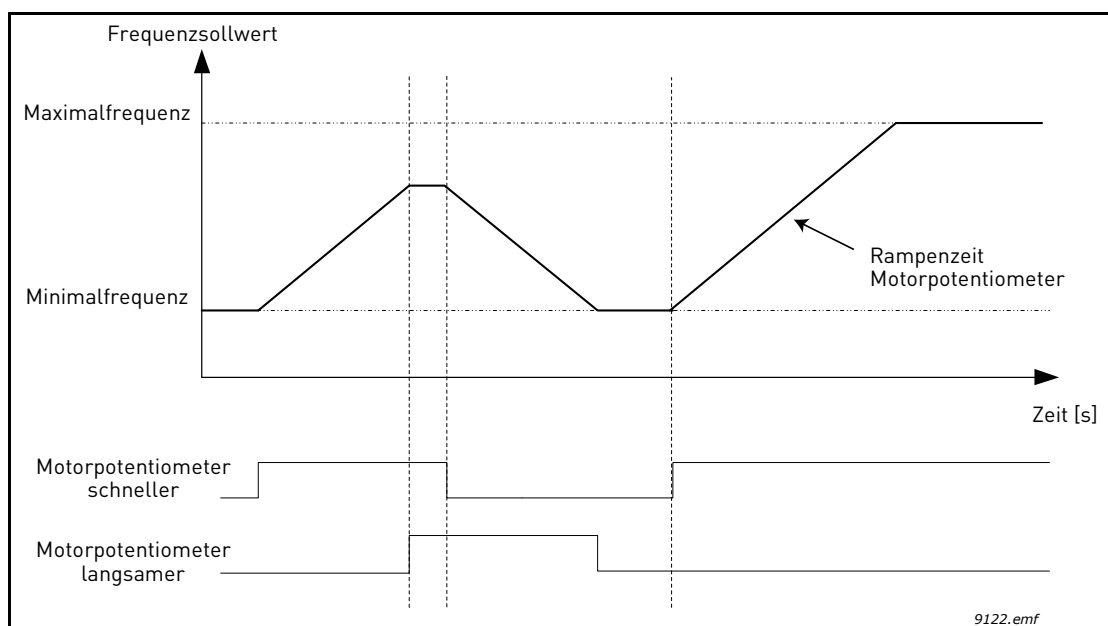 Frequenzsollwert
Maximalfrequenz
Rampenzeit
Motorpotentiometer
Minimalfrequenz
Zeit [s]
Motorpotentiometer
schneller
Motorpotentiometer
langsamer
9122.emf